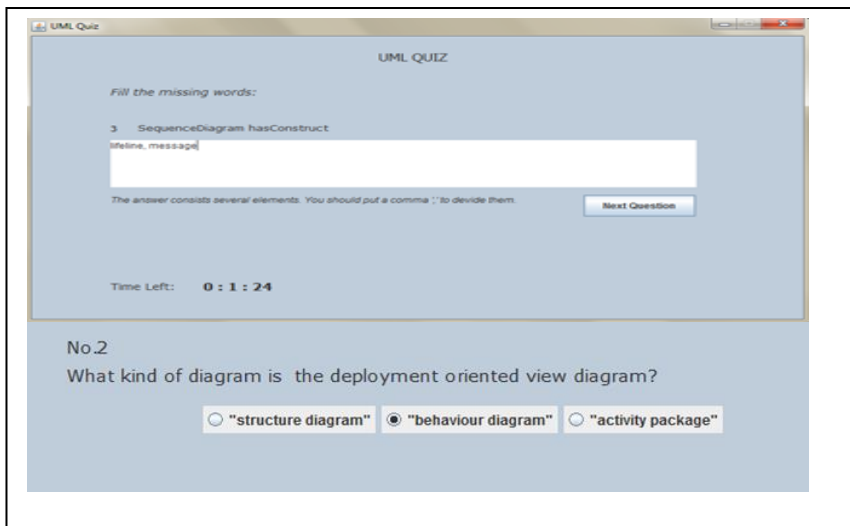 UML Quiz
UML QUIZ
Fill the missing words:
3 SequenceDiagram hasConstruct
lifeline, message
The answer consists several elements. You should put a comma ',' to devide them.
Next Question
Time Left: 0 : 1 : 24
No.2
What kind of diagram is the deployment oriented view diagram?
"structure diagram" "behaviour diagram" "activity package"